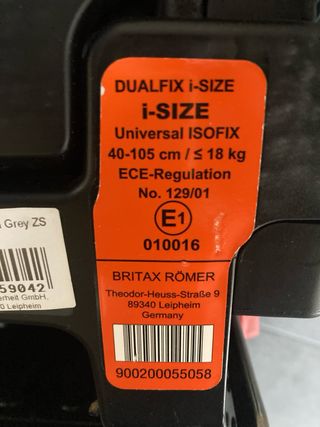 DUALFIX i-SIZE
i-SIZE
Universal ISOFIX
40-105 cm / ≤ 18 kg
ECE-Regulation
No. 129/01
E1
010016
BRITAX RÖMER
Theodor-Heuss-Straße 9
89340 Leipheim
Germany
900200055058
Grey ZS
59042
GmbH,
Leipheim